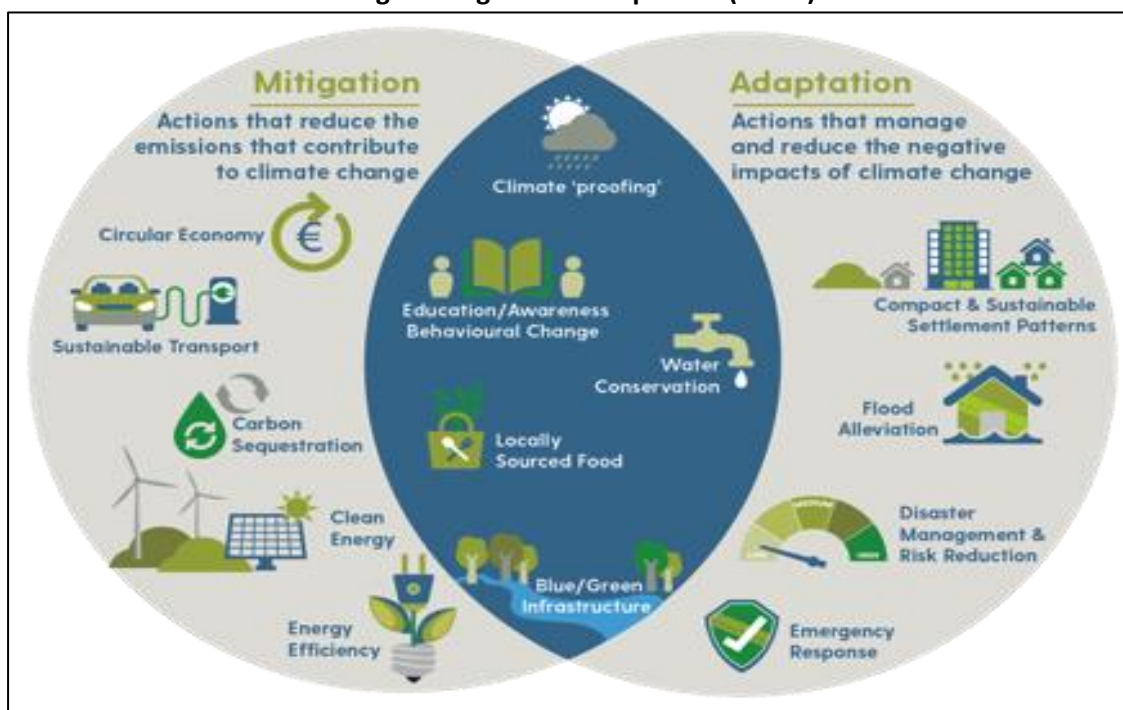 Mitigation
Actions that reduce the
emissions that contribute
to climate change
Circular Economy
€
Sustainable Transport
Carbon
Sequestration
Clean
Energy
Energy
Efficiency
Climate 'proofing'
Education/Awareness
Behavioural Change
Water
Conservation
Locally
Sourced Food
Blue/Green
Infrastructure
Adaptation
Actions that manage
and reduce the negative
impacts of climate change
Compact & Sustainable
Settlement Patterns
Flood
Alleviation
Disaster
Management &
Risk Reduction
Emergency
Response